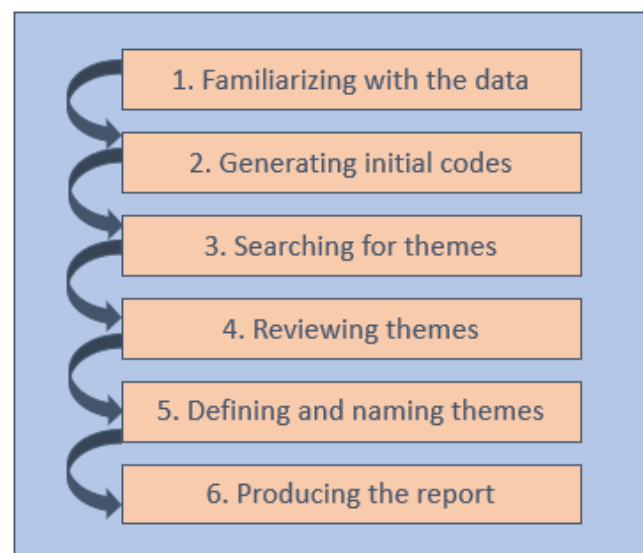 1. Familiarizing with the data
2. Generating initial codes
3. Searching for themes
4. Reviewing themes
5. Defining and naming themes
6. Producing the report